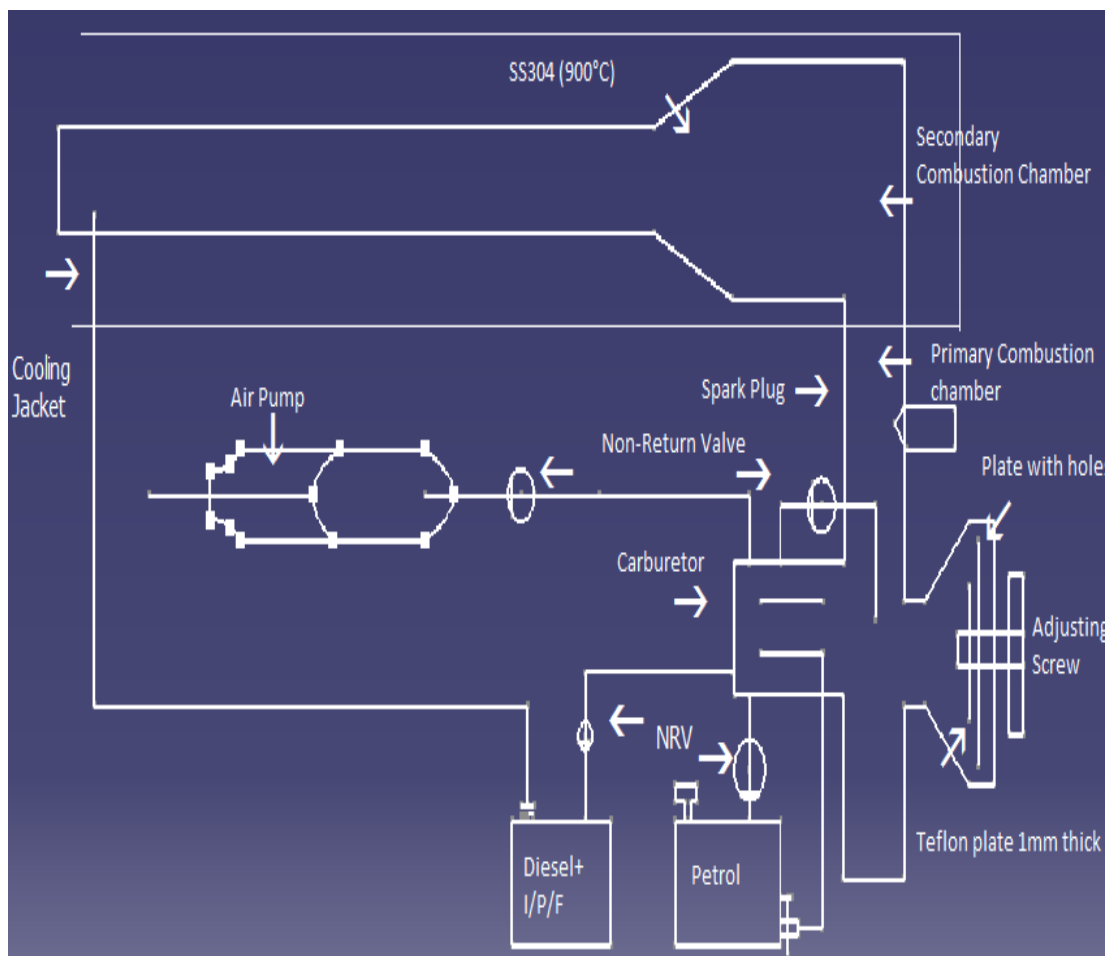 SS304 (900°C)
Secondary
Combustion Chamber
Cooling
Jacket
Air Pump
Spark Plug
Primary Combustion
chamber
Non-Return Valve
Plate with holes
Carburetor
Adjusting
Screw
NRV
Diesel+
I/P/F
Petrol
Teflon plate 1mm thick